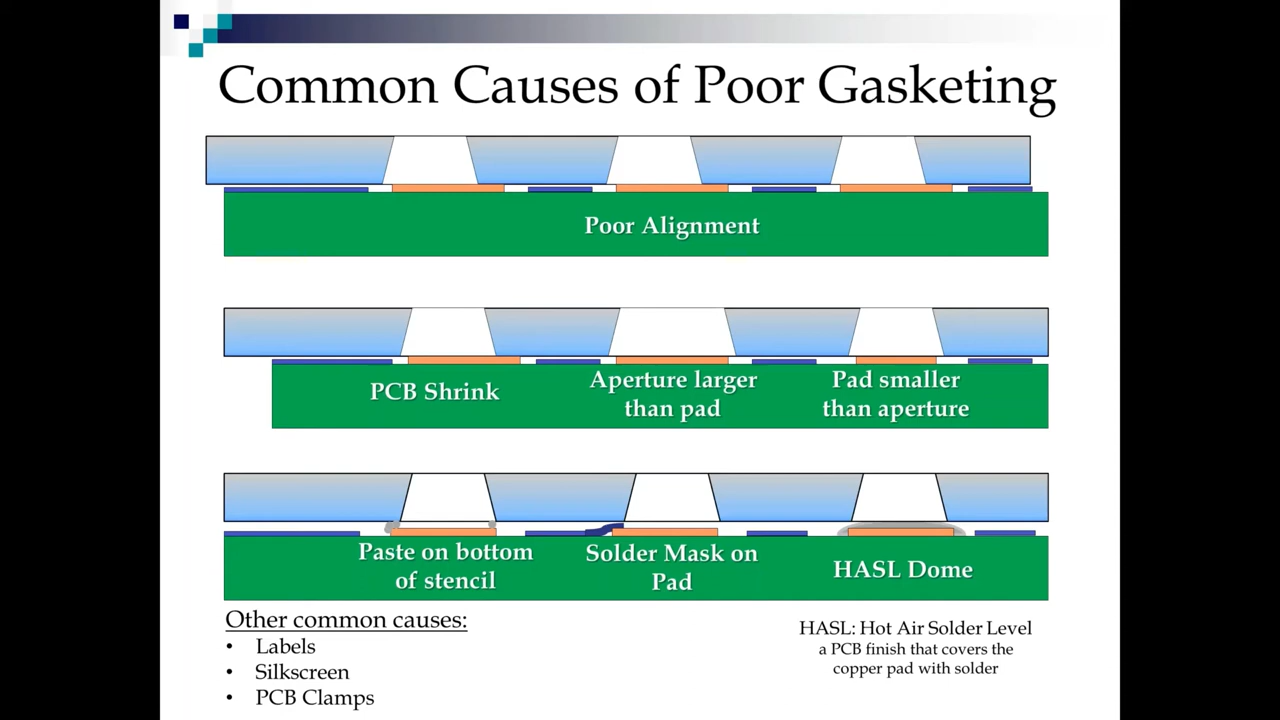 Common Causes of Poor Gasketing
Poor Alignment
PCB Shrink
Aperture larger
than pad
Pad smaller
than aperture
Paste on bottom
of stencil
Solder Mask on
Pad
HASL Dome
Other common causes:
• Labels
• Silkscreen
• PCB Clamps
HASL: Hot Air Solder Level
a PCB finish that covers the
copper pad with solder